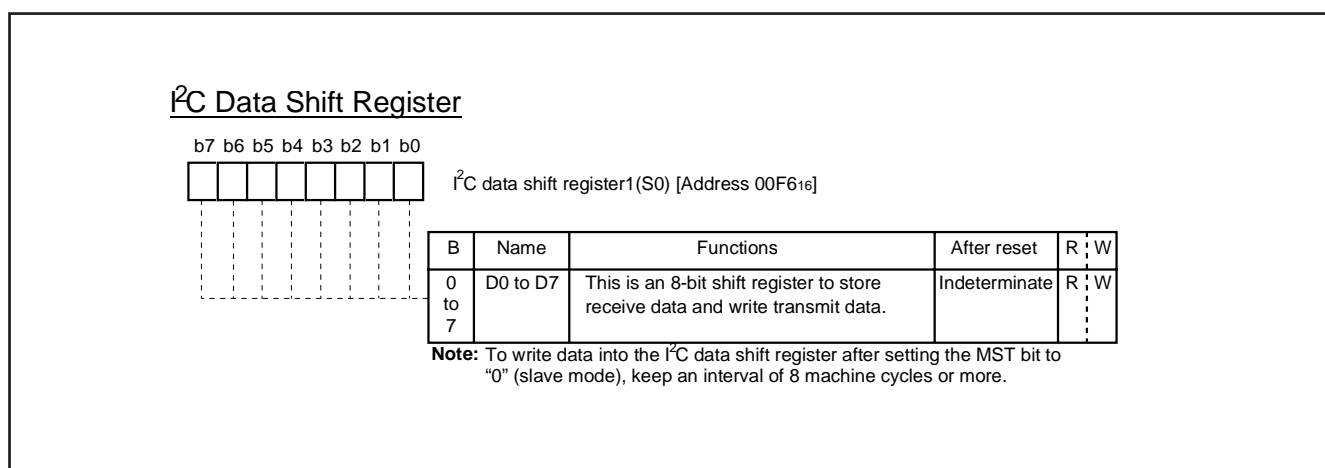 I²C Data Shift Register
b7 b6 b5 b4 b3 b2 b1 b0
I²C data shift register1(S0) [Address 00F6₁₆]
B Name Functions After reset R W
0 to 7 D0 to D7 This is an 8-bit shift register to store receive data and write transmit data. Indeterminate R W
Note: To write data into the I²C data shift register after setting the MST bit to
“0” (slave mode), keep an interval of 8 machine cycles or more.